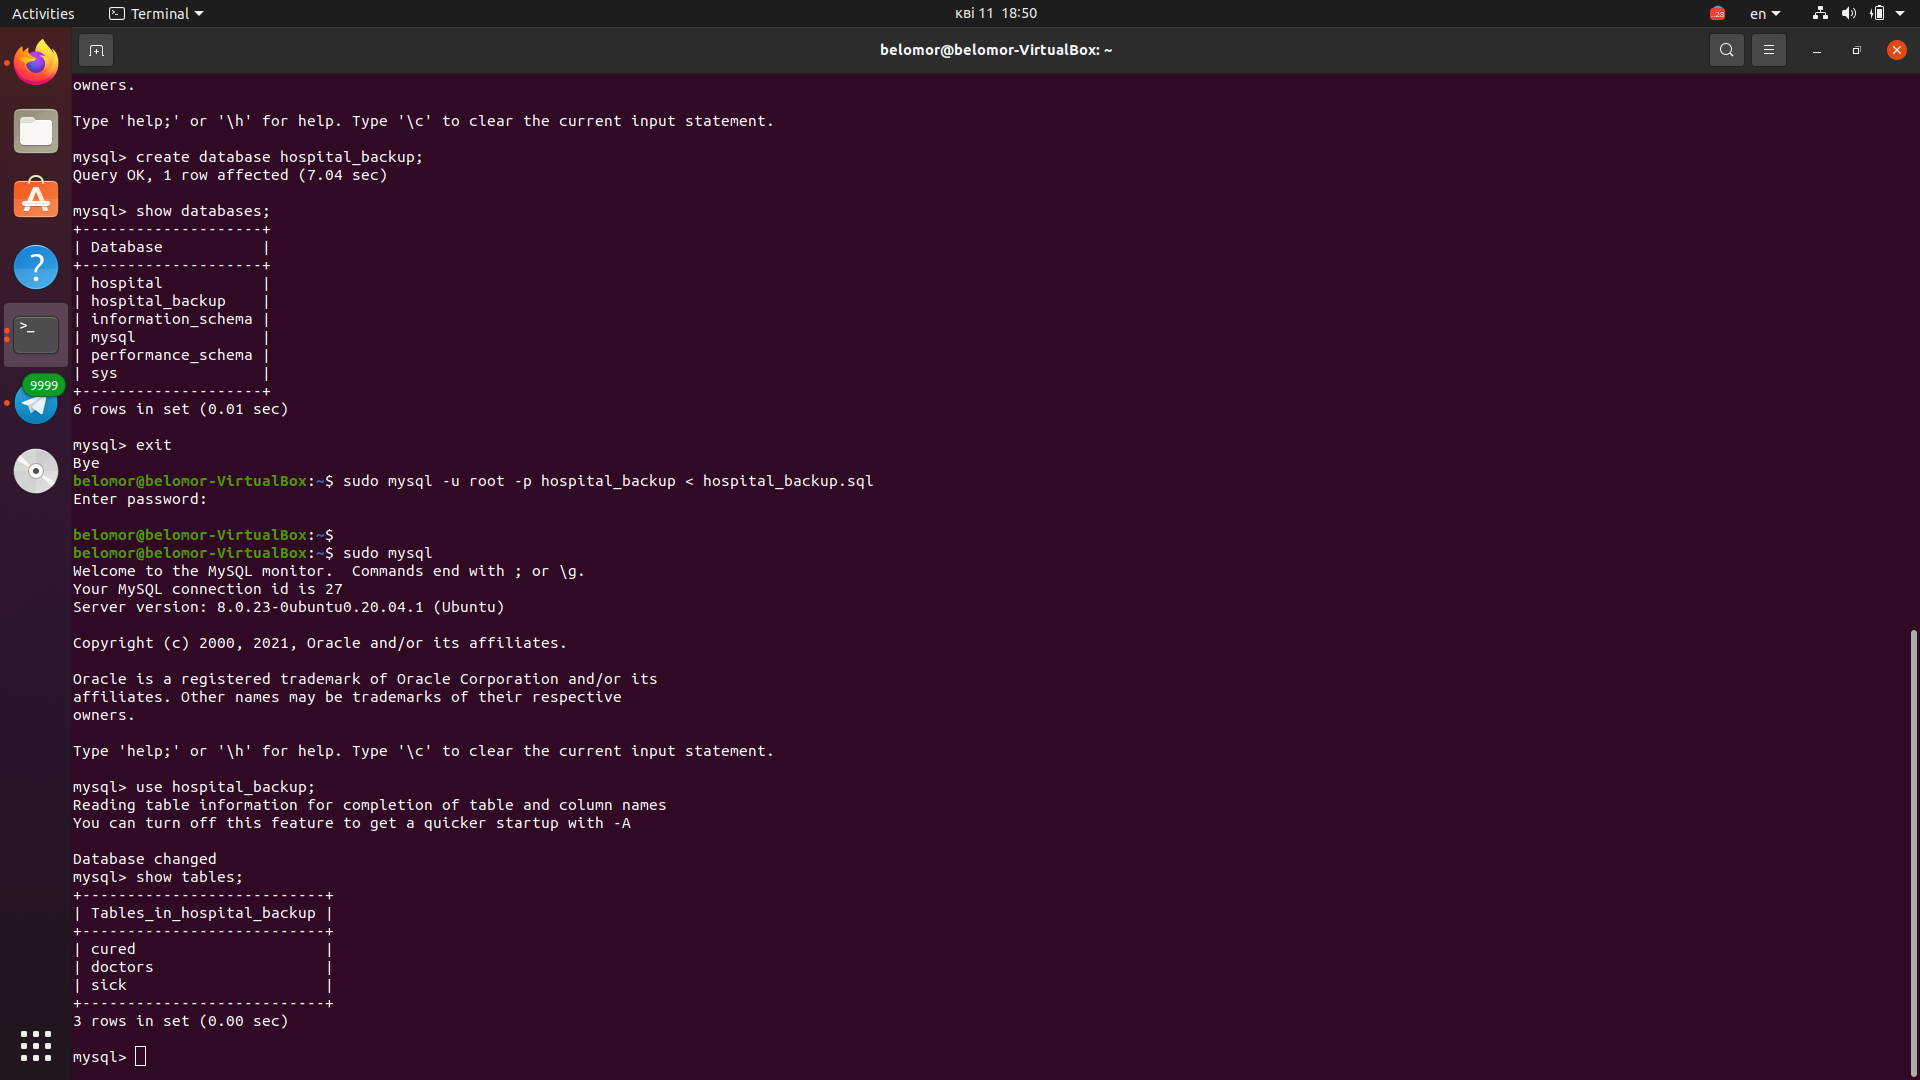 Activities
Terminal
кві 11 18:50
en
belomor@belomor-VirtualBox: ~
owners.
Type 'help;' or '\h' for help. Type '\c' to clear the current input statement.
mysql> create database hospital_backup;
Query OK, 1 row affected (7.04 sec)
mysql> show databases;
+--------------------+
| Database           |
+--------------------+
| hospital           |
| hospital_backup    |
| information_schema |
| mysql              |
| performance_schema |
| sys                |
+--------------------+
6 rows in set (0.01 sec)
mysql> exit
Bye
belomor@belomor-VirtualBox:~$ sudo mysql -u root -p hospital_backup < hospital_backup.sql
Enter password:
belomor@belomor-VirtualBox:~$
belomor@belomor-VirtualBox:~$ sudo mysql
Welcome to the MySQL monitor.  Commands end with ; or \g.
Your MySQL connection id is 27
Server version: 8.0.23-0ubuntu0.20.04.1 (Ubuntu)
Copyright (c) 2000, 2021, Oracle and/or its affiliates.
Oracle is a registered trademark of Oracle Corporation and/or its
affiliates. Other names may be trademarks of their respective
owners.
Type 'help;' or '\h' for help. Type '\c' to clear the current input statement.
mysql> use hospital_backup;
Reading table information for completion of table and column names
You can turn off this feature to get a quicker startup with -A
Database changed
mysql> show tables;
+---------------------------+
| Tables_in_hospital_backup |
+---------------------------+
| cured                     |
| doctors                   |
| sick                      |
+---------------------------+
3 rows in set (0.00 sec)
mysql>
9999